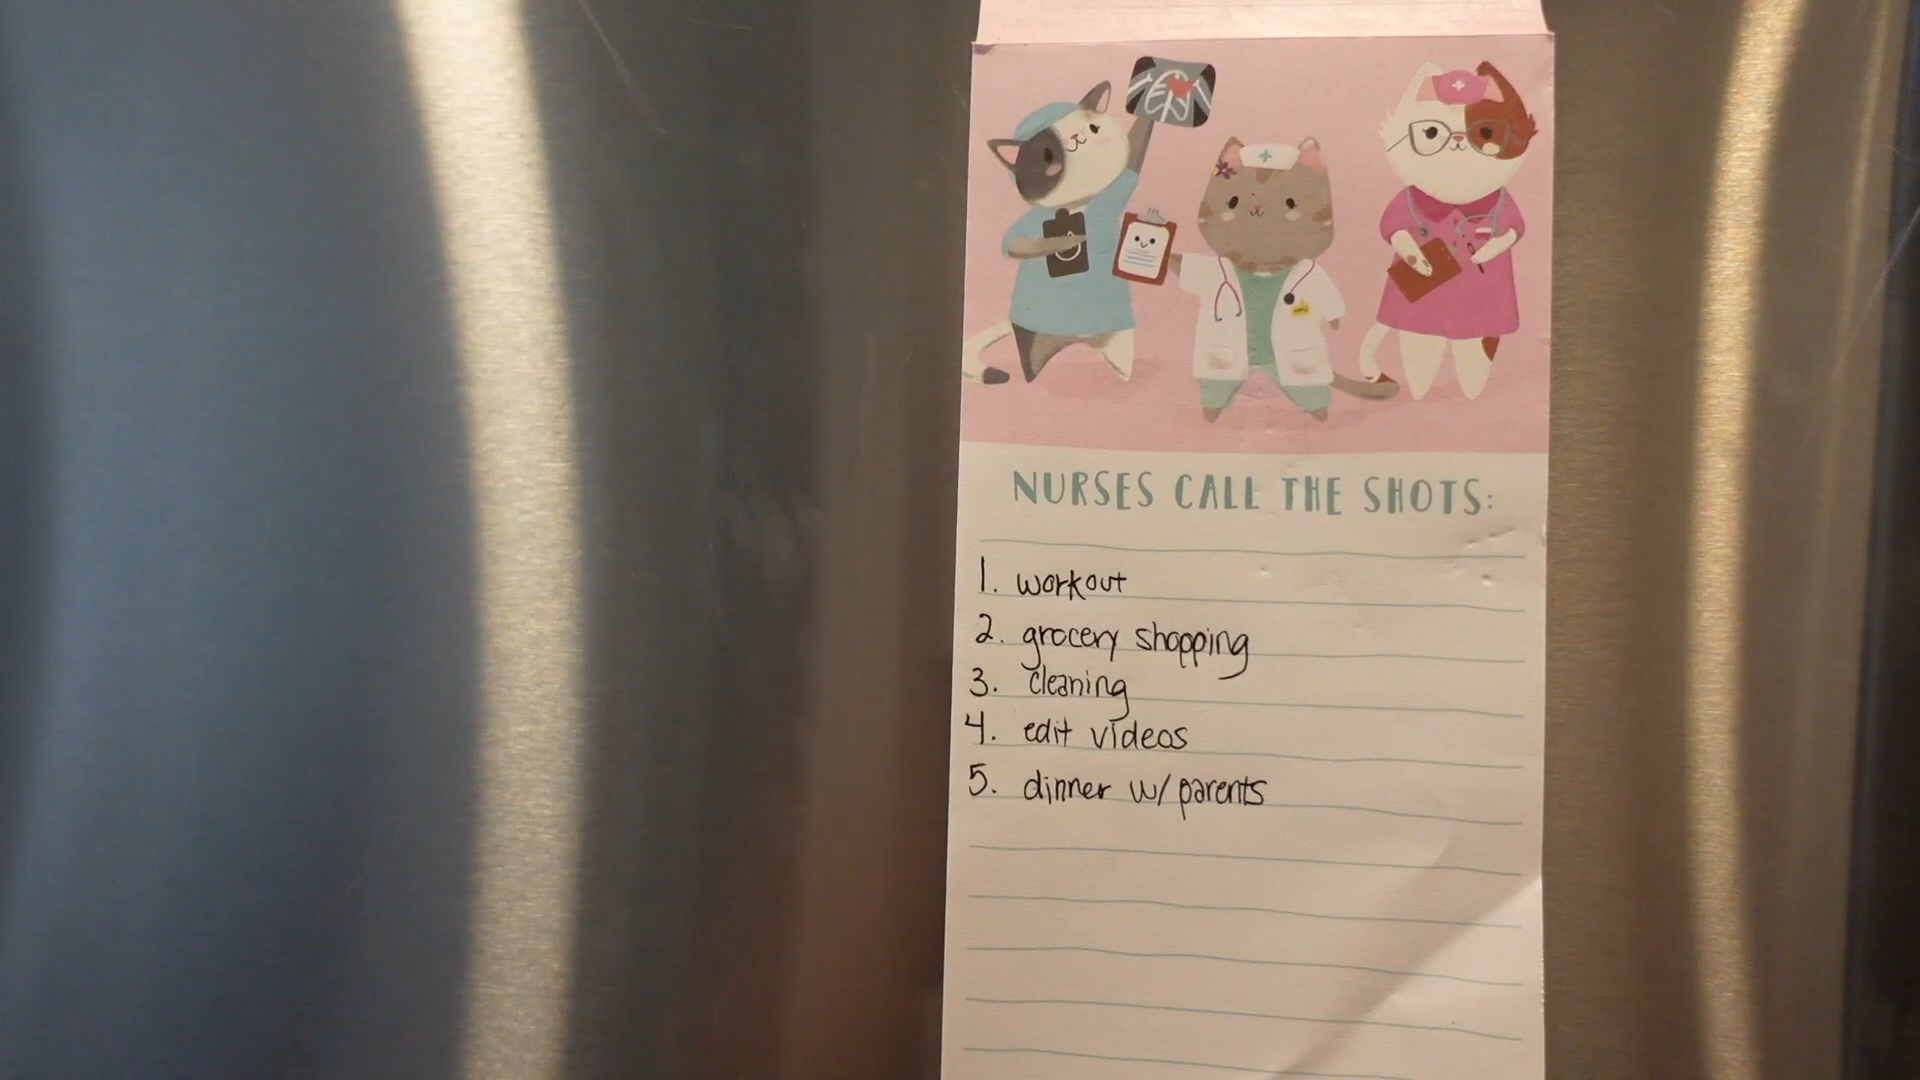 NURSES CALL THE SHOTS:
1. workout
2. grocery shopping
3. cleaning
4. edit videos
5. dinner w/ parents